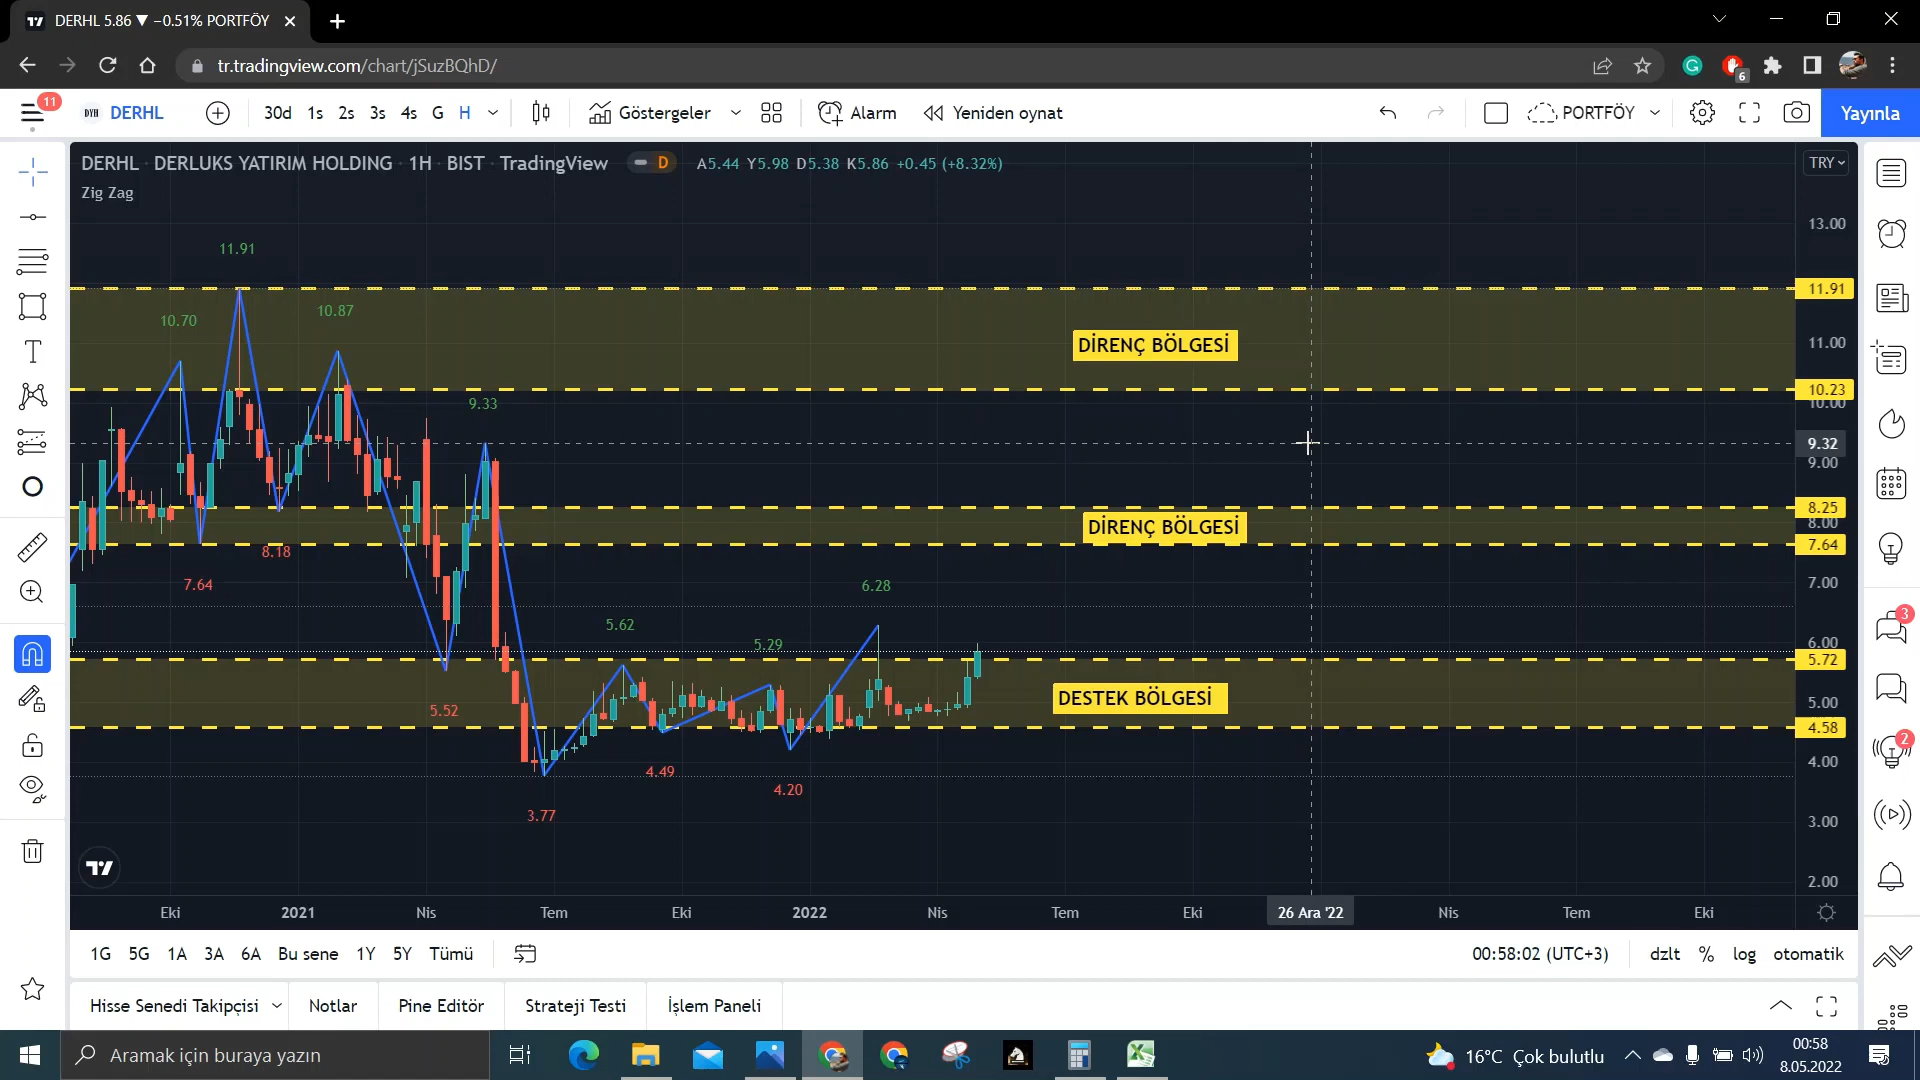 DERHL 5.86 ▼ −0.51% PORTFÖY
tr.tradingview.com/chart/jSuzBQhD/
6
11
DYH DERHL
30d 1s 2s 3s 4s G H
Göstergeler
Alarm
Yeniden oynat
PORTFÖY
Yayınla
DERHL · DERLUKS YATIRIM HOLDING · 1H · BIST · TradingView
D
A5.44 Y5.98 D5.38 K5.86 +0.45 (+8.32%)
TRY
Zig Zag
13.00
11.91
11.91
10.87
10.70
DİRENÇ BÖLGESİ
11.00
10.23
10.00
9.33
9.32
9.00
8.25
8.00
DİRENÇ BÖLGESİ
7.64
8.18
7.64
7.00
6.28
5.62
5.29
6.00
5.72
DESTEK BÖLGESİ
5.52
5.00
4.58
4.49
4.00
4.20
3.77
3.00
2.00
Eki 2021 Nis Tem Eki 2022 Nis Tem Eki 26 Ara '22 Nis Tem Eki
3
2
1G 5G 1A 3A 6A Bu sene 1Y 5Y Tümü
00:58:02 (UTC+3)
dzlt % log otomatik
Hisse Senedi Takipçisi
Notlar
Pine Editör
Strateji Testi
İşlem Paneli
Aramak için buraya yazın
16°C Çok bulutlu
00:58
8.05.2022